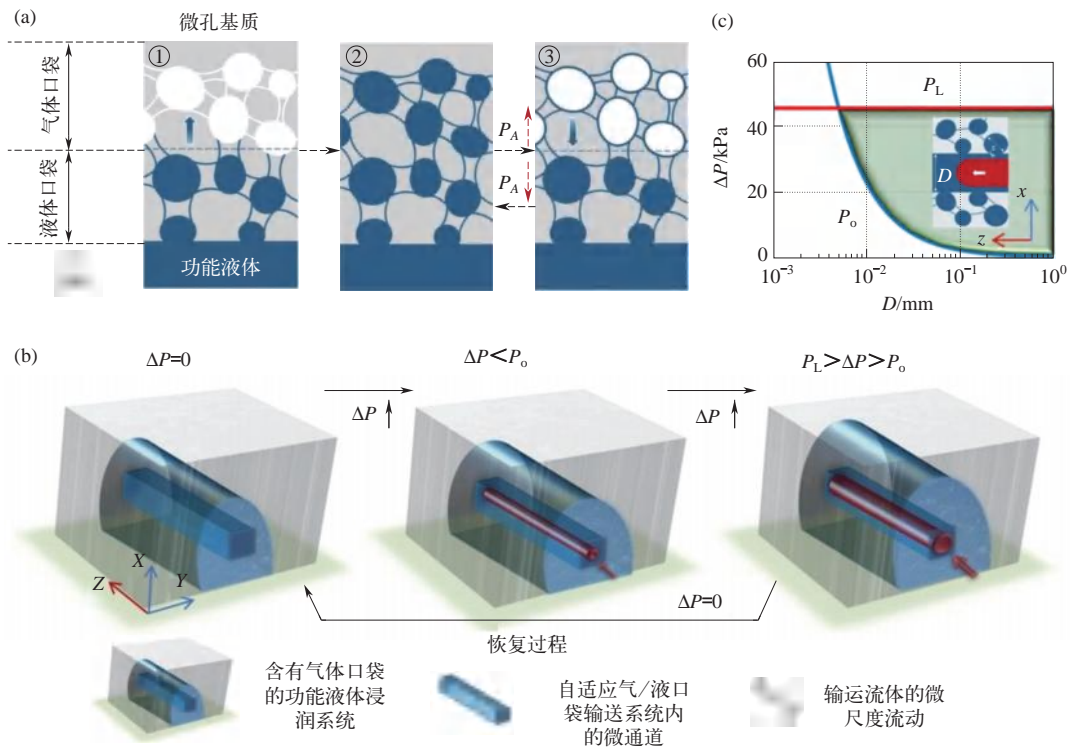 (a)
微孔基质
① ② ③
气体口袋
液体口袋
P_A
P_A
功能液体
(c)
60
40
20
0
ΔP/kPa
P_L
P_o
D
x
z
10^−3 10^−2 10^−1 10^0
D/mm
(b)
ΔP=0
ΔP<P_o
P_L>ΔP>P_o
ΔP
ΔP
X
Y
Z
ΔP=0
恢复过程
含有气体口袋
的功能液体浸
润系统
自适应气/液口
袋输送系统内
的微通道
输运流体的微
尺度流动